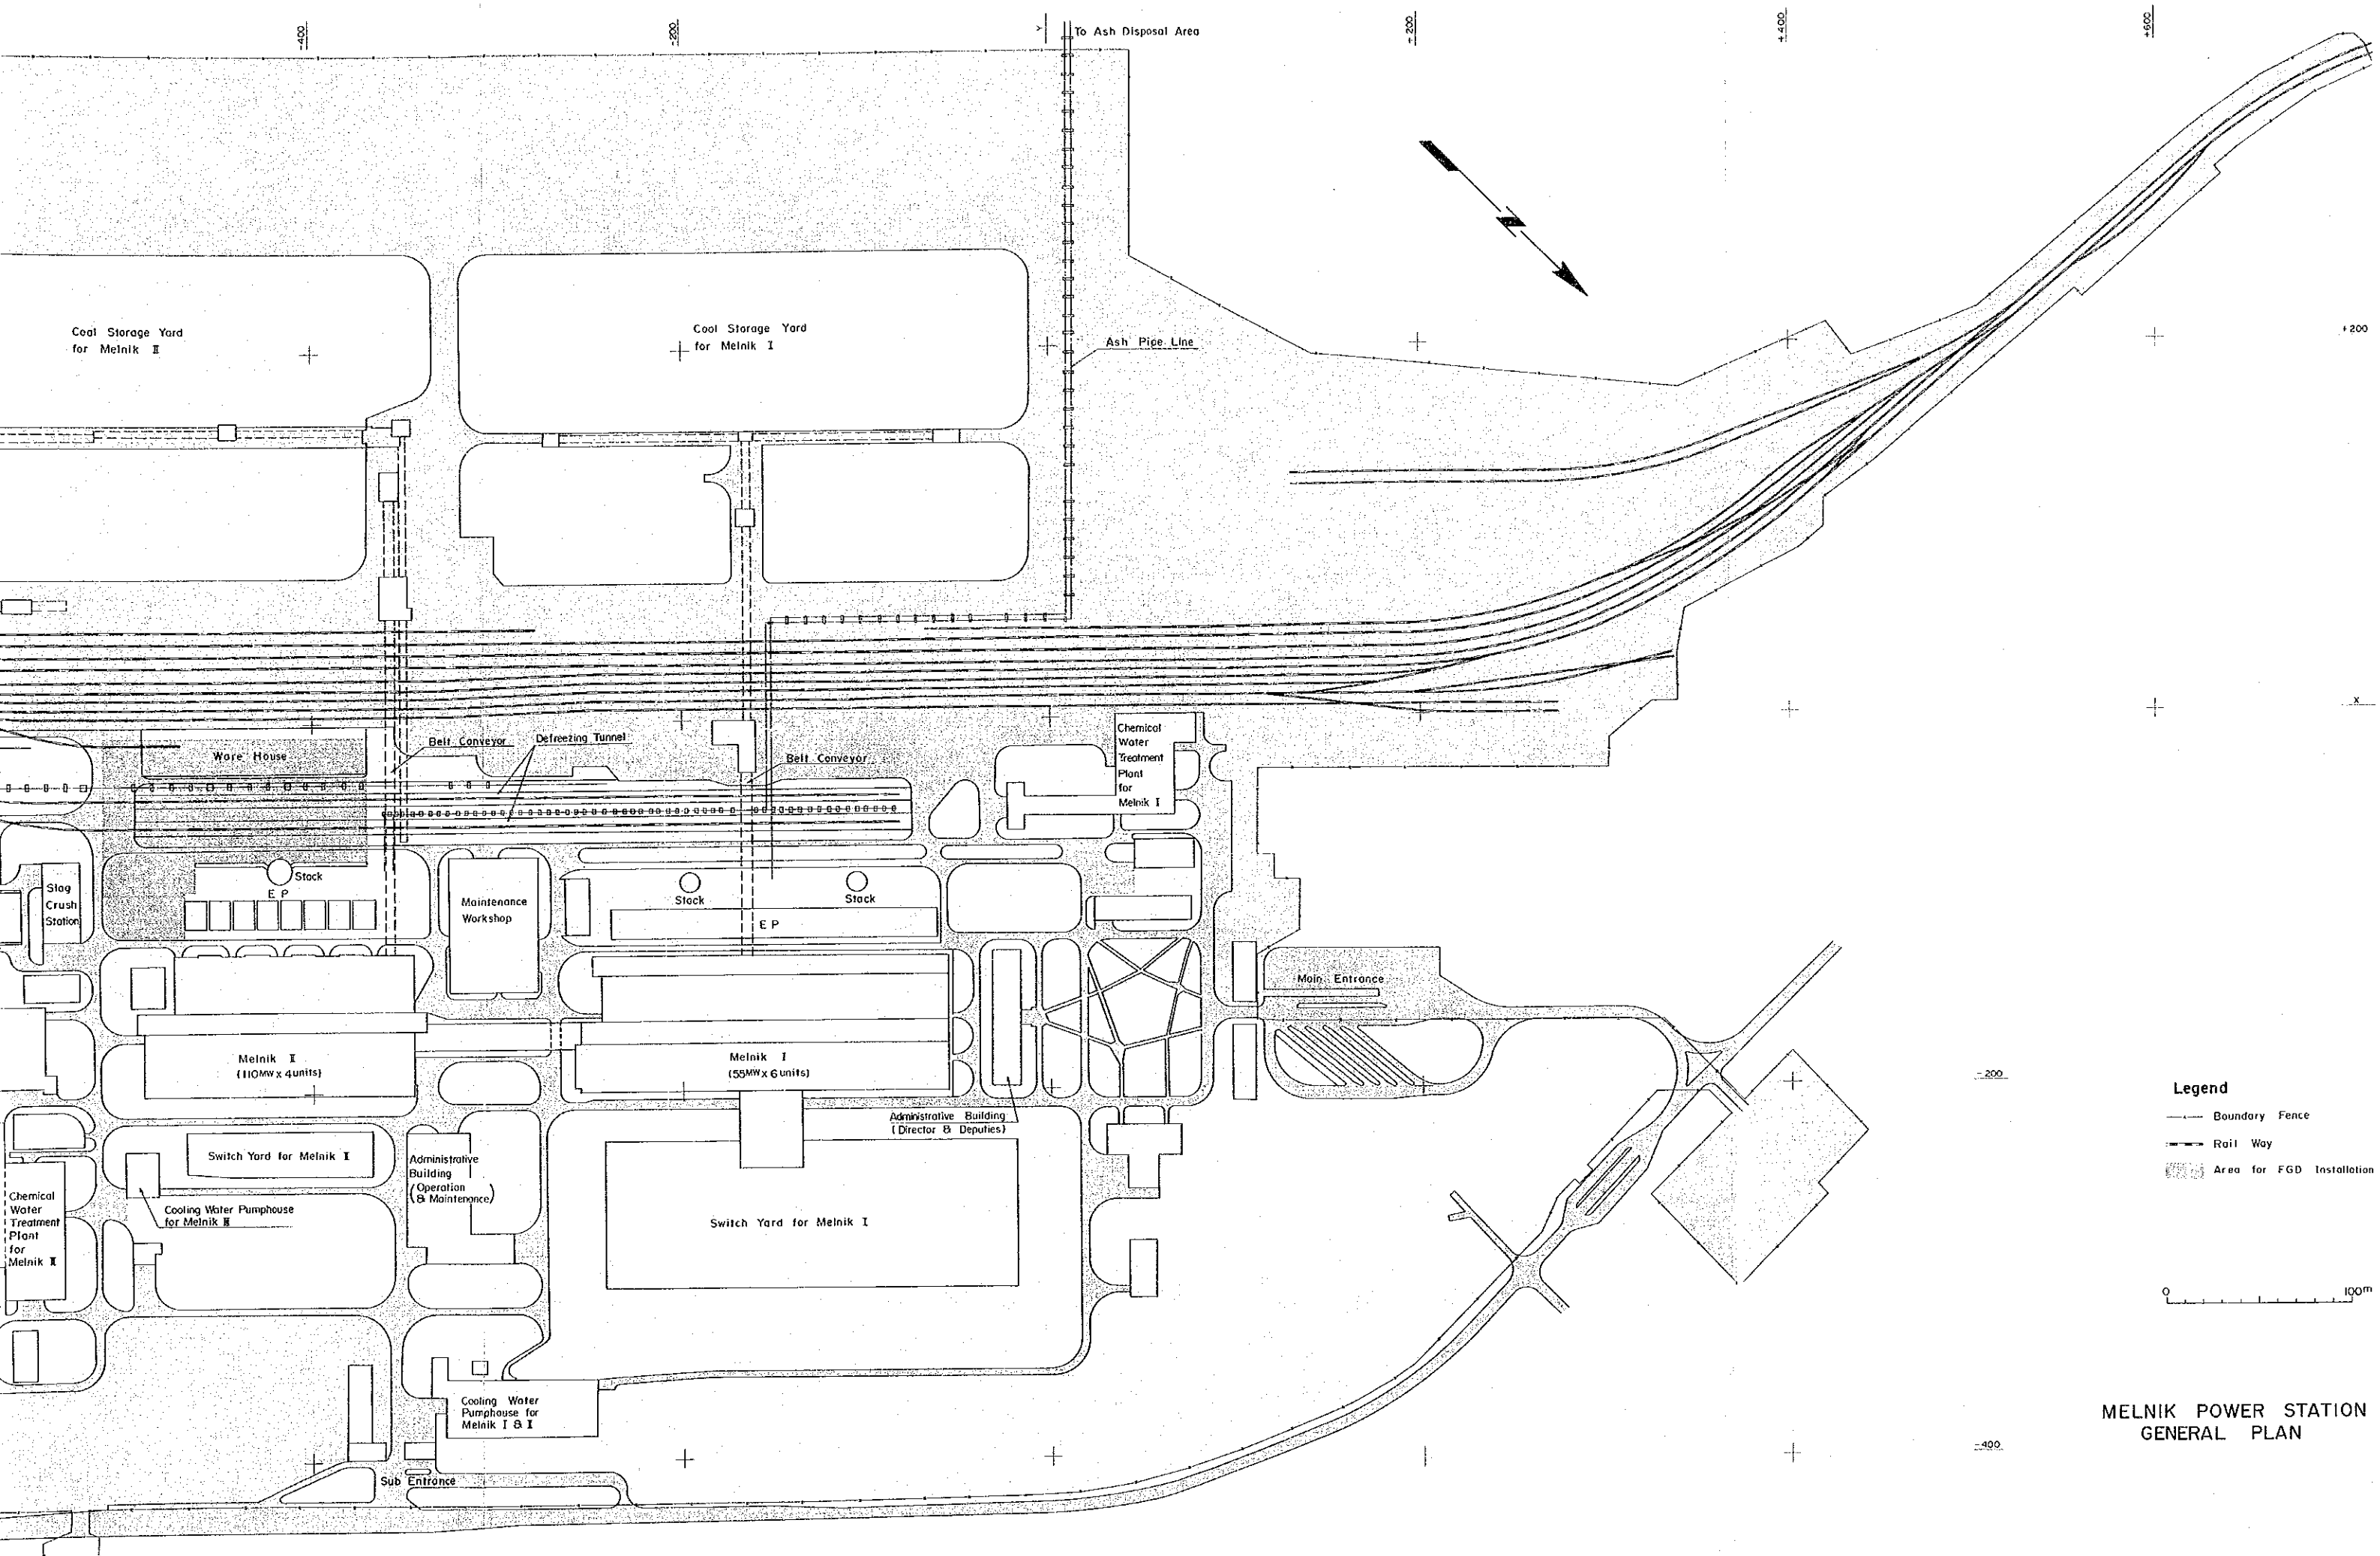 -400
-200
Y
+200
+400
+600
To Ash Disposal Area
Coal Storage Yard
for Melnik II
Cool Storage Yard
for Melnik I
Ash Pipe Line
+200
X
Ware House
Belt Conveyor
Defreezing Tunnel
Belt Conveyor
Chemical
Water
Treatment
Plant
for
Melnik I
Stack
E P
Slag
Crush
Station
Maintenance
Workshop
Stack
Stack
E P
Main Entrance
Melnik II
(110MW x 4units)
Melnik I
(55MW x 6units)
-200
Administrative Building
(Director & Deputies)
Switch Yard for Melnik II
Administrative
Building
(Operation
& Maintenance)
Chemical
Water
Treatment
Plant
for
Melnik II
Cooling Water Pumphouse
for Melnik III
Switch Yard for Melnik I
Legend
Boundary Fence
Rail Way
Area for FGD Installation
0 100m
Cooling Water
Pumphouse for
Melnik I & II
Sub Entrance
-400
MELNIK POWER STATION
GENERAL PLAN